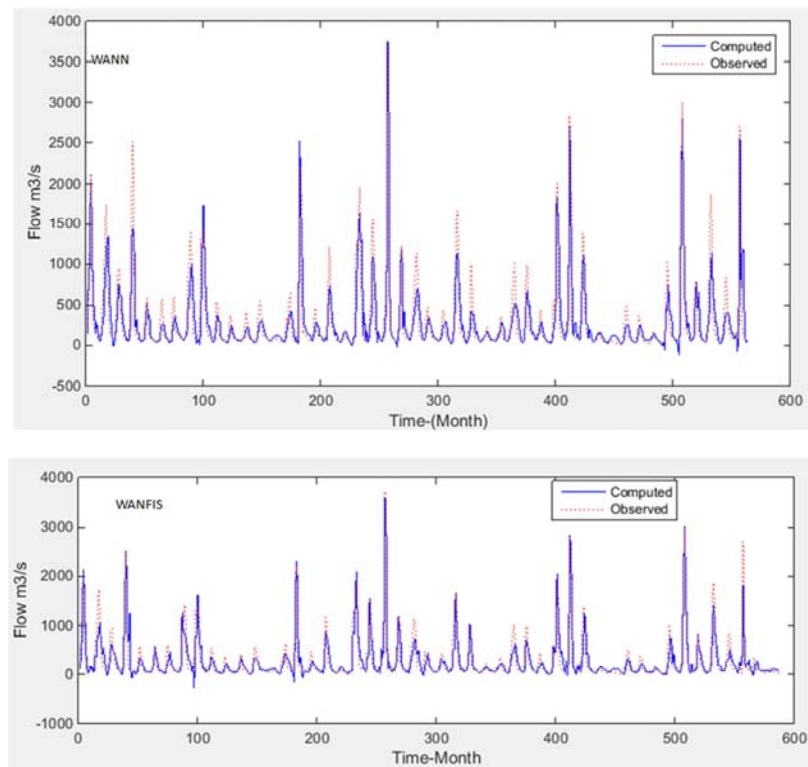 4000
3500
3000
2500
2000
1500
1000
500
0
-500
Flow m3/s
WANN
Computed
Observed
0 100 200 300 400 500 600
Time-(Month)
4000
3000
2000
1000
0
-1000
Flow m3/s
WANFIS
Computed
Observed
0 100 200 300 400 500 600
Time-Month